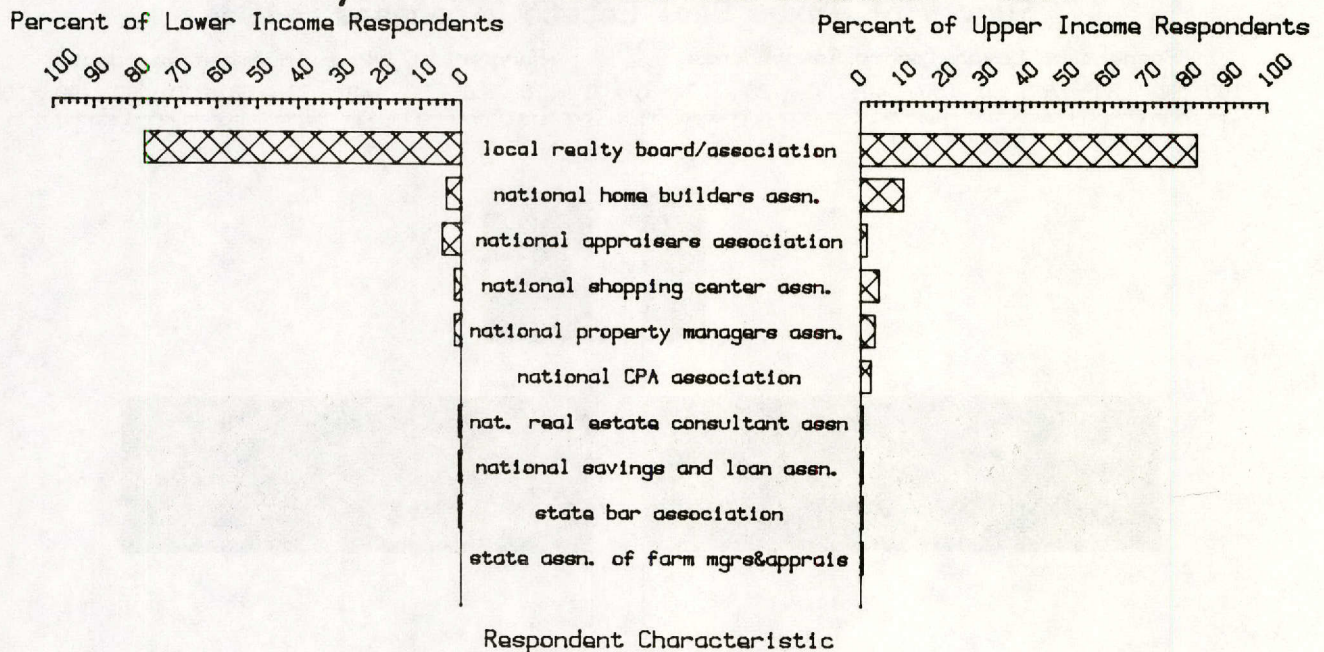 Percent of Lower Income Respondents
Percent of Upper Income Respondents
100 90 80 70 60 50 40 30 20 10 0
0 10 20 30 40 50 60 70 80 90 100
local realty board/association
national home builders assn.
national appraisers association
national shopping center assn.
national property managers assn.
national CPA association
nat. real estate consultant assn
national savings and loan assn.
state bar association
state assn. of farm mgrs&apprais
Respondent Characteristic